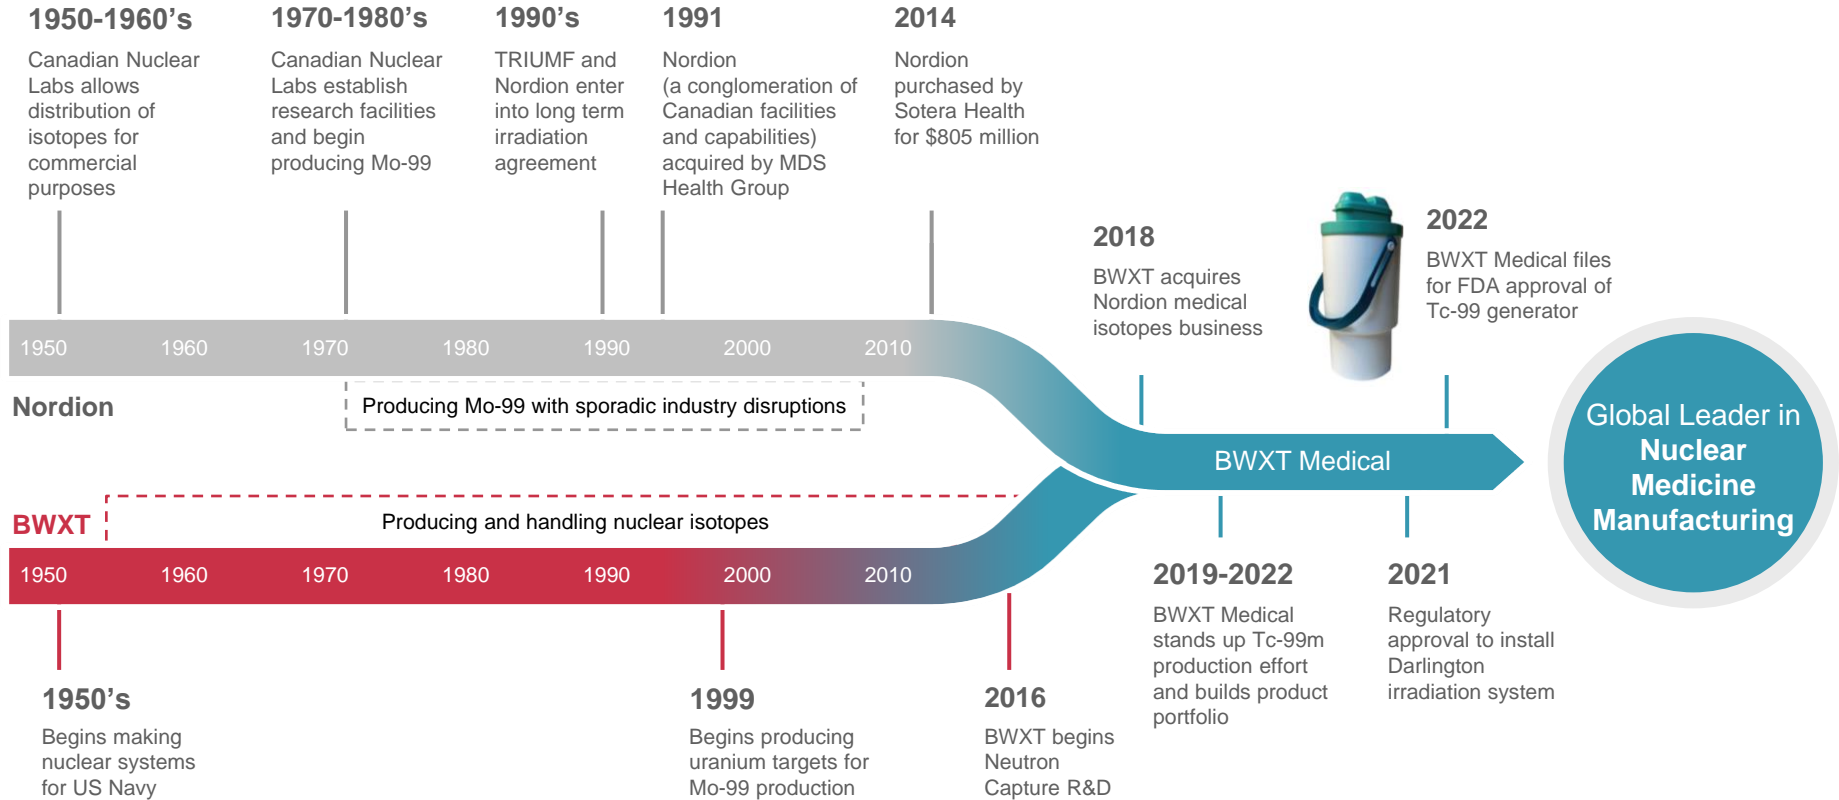 1950-1960’s
Canadian Nuclear
Labs allows
distribution of
isotopes for
commercial
purposes
1970-1980’s
Canadian Nuclear
Labs establish
research facilities
and begin
producing Mo-99
1990’s
TRIUMF and
Nordion enter
into long term
irradiation
agreement
1991
Nordion
(a conglomeration of
Canadian facilities
and capabilities)
acquired by MDS
Health Group
2014
Nordion
purchased by
Sotera Health
for $805 million
2018
BWXT acquires
Nordion medical
isotopes business
2022
BWXT Medical files
for FDA approval of
Tc-99 generator
1950 1960 1970 1980 1990 2000 2010
Nordion
Producing Mo-99 with sporadic industry disruptions
BWXT Medical
Global Leader in
Nuclear
Medicine
Manufacturing
BWXT
Producing and handling nuclear isotopes
1950 1960 1970 1980 1990 2000 2010
1950’s
Begins making
nuclear systems
for US Navy
1999
Begins producing
uranium targets for
Mo-99 production
2016
BWXT begins
Neutron
Capture R&D
2019-2022
BWXT Medical
stands up Tc-99m
production effort
and builds product
portfolio
2021
Regulatory
approval to install
Darlington
irradiation system